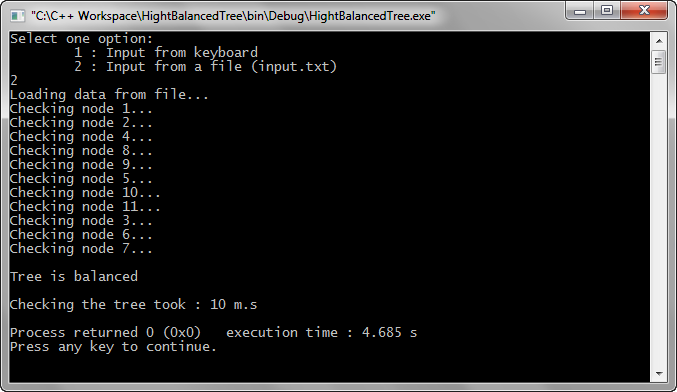 "C:\C++ Workspace\HightBalancedTree\bin\Debug\HightBalancedTree.exe"
Select one option:
        1 : Input from keyboard
        2 : Input from a file (input.txt)
2
Loading data from file...
Checking node 1...
Checking node 2...
Checking node 4...
Checking node 8...
Checking node 9...
Checking node 5...
Checking node 10...
Checking node 11...
Checking node 3...
Checking node 6...
Checking node 7...
Tree is balanced
Checking the tree took : 10 m.s
Process returned 0 (0x0)   execution time : 4.685 s
Press any key to continue.